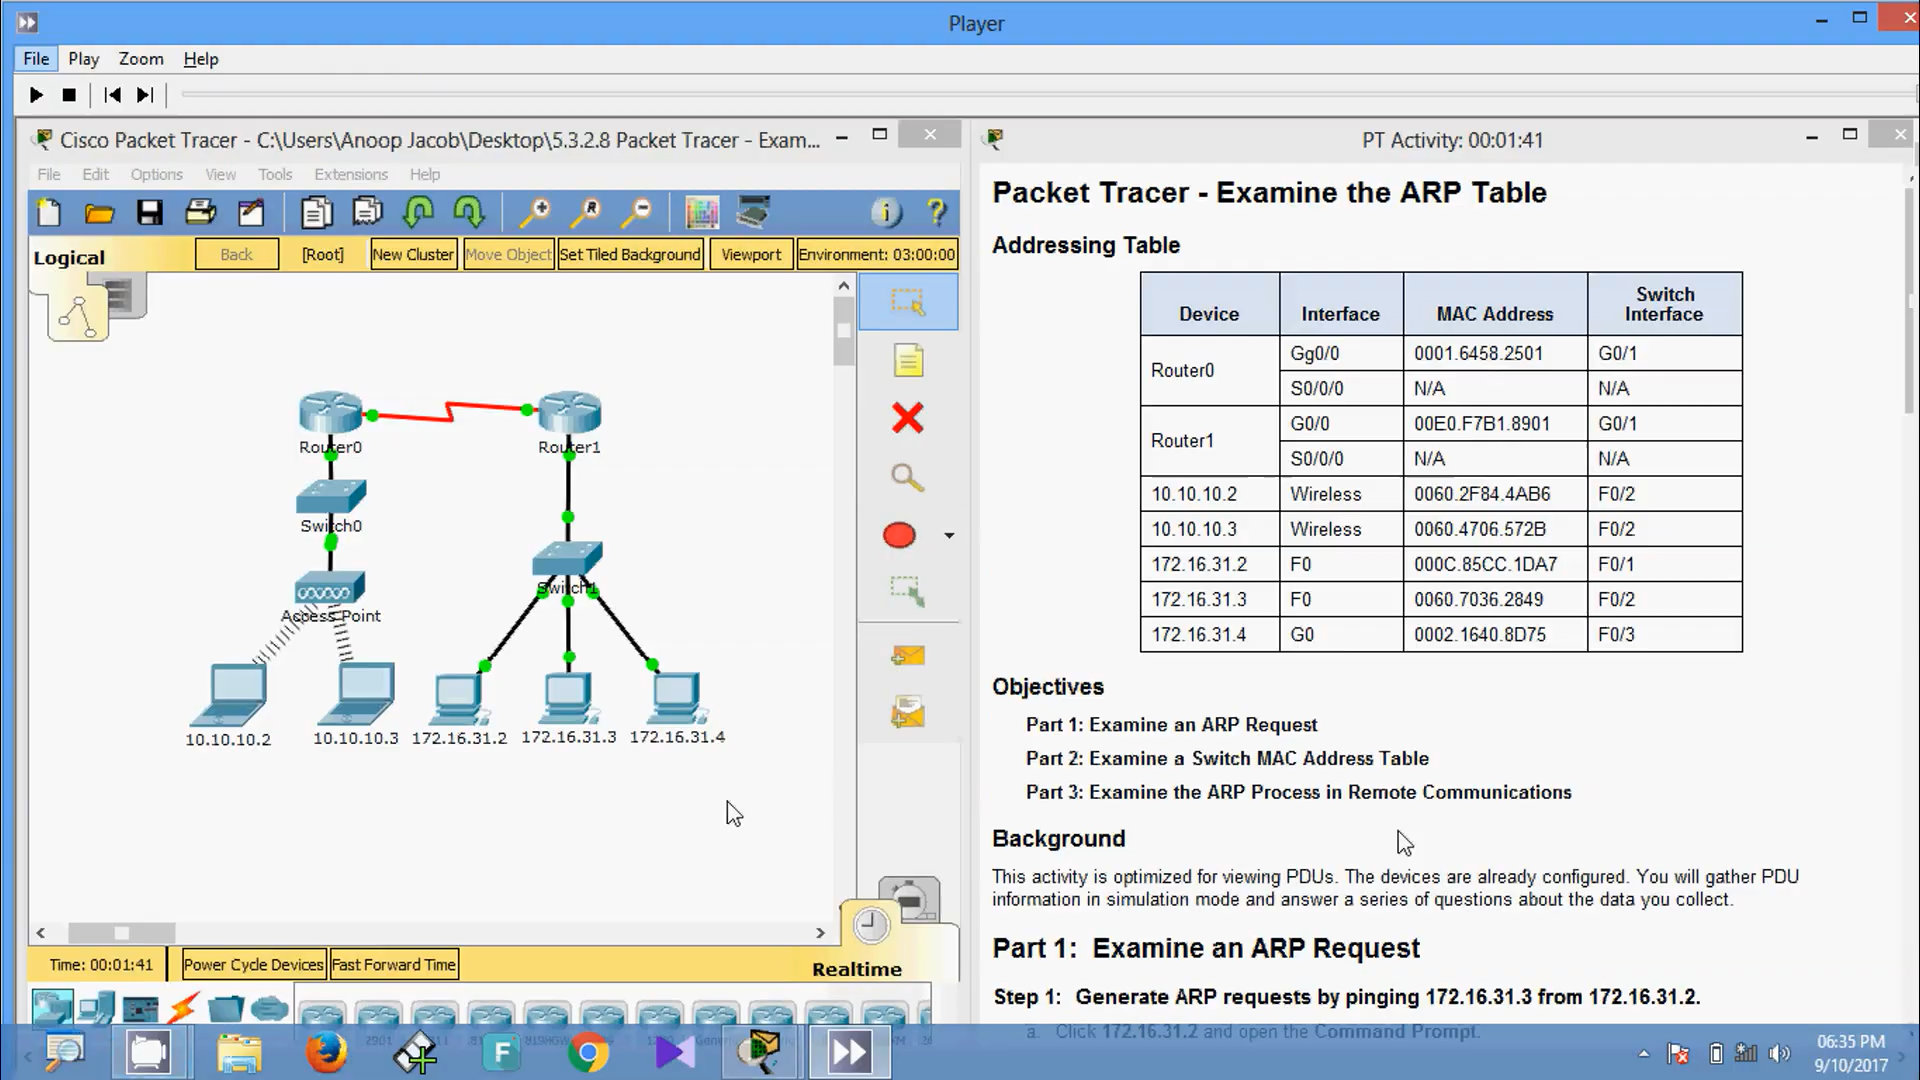 Player
File Play Zoom Help
Cisco Packet Tracer - C:\Users\Anoop Jacob\Desktop\5.3.2.8 Packet Tracer - Exam...
File Edit Options View Tools Extensions Help
Logical Back [Root] New Cluster Move Object Set Tiled Background Viewport Environment: 03:00:00
Router0
Router1
Switch0
Switch1
Access Point
10.10.10.2 10.10.10.3 172.16.31.2 172.16.31.3 172.16.31.4
Time: 00:01:41 Power Cycle Devices Fast Forward Time
Realtime
PT Activity: 00:01:41
Packet Tracer - Examine the ARP Table
Addressing Table
Device Interface MAC Address Switch Interface
Router0 Gg0/0 0001.6458.2501 G0/1
S0/0/0 N/A N/A
Router1 G0/0 00E0.F7B1.8901 G0/1
S0/0/0 N/A N/A
10.10.10.2 Wireless 0060.2F84.4AB6 F0/2
10.10.10.3 Wireless 0060.4706.572B F0/2
172.16.31.2 F0 000C.85CC.1DA7 F0/1
172.16.31.3 F0 0060.7036.2849 F0/2
172.16.31.4 G0 0002.1640.8D75 F0/3
Objectives
Part 1: Examine an ARP Request
Part 2: Examine a Switch MAC Address Table
Part 3: Examine the ARP Process in Remote Communications
Background
This activity is optimized for viewing PDUs. The devices are already configured. You will gather PDU
information in simulation mode and answer a series of questions about the data you collect.
Part 1: Examine an ARP Request
Step 1: Generate ARP requests by pinging 172.16.31.3 from 172.16.31.2.
a. Click 172.16.31.2 and open the Command Prompt.
06:35 PM
9/10/2017